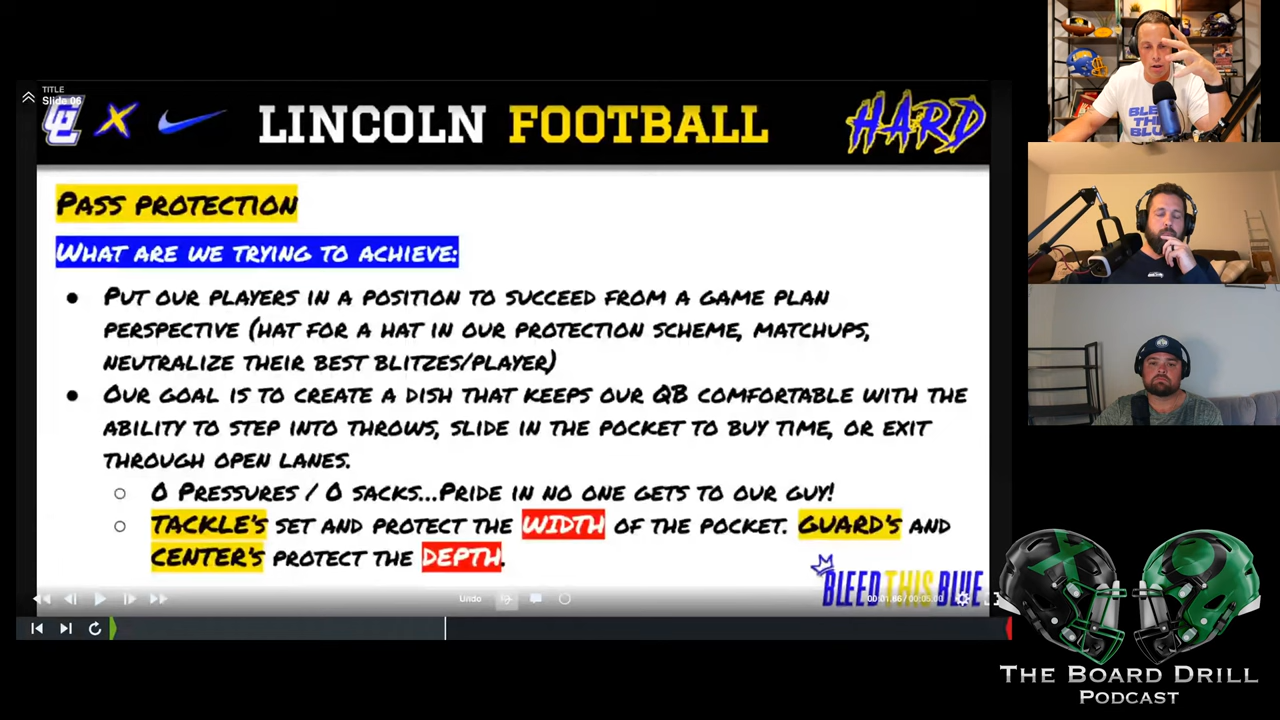 TITLE
Slide 06
LINCOLN FOOTBALL
HARD
PASS PROTECTION
WHAT ARE WE TRYING TO ACHIEVE:
• PUT OUR PLAYERS IN A POSITION TO SUCCEED FROM A GAME PLAN
PERSPECTIVE (HAT FOR A HAT IN OUR PROTECTION SCHEME, MATCHUPS,
NEUTRALIZE THEIR BEST BLITZES/PLAYER)
• OUR GOAL IS TO CREATE A DISH THAT KEEPS OUR QB COMFORTABLE WITH THE
ABILITY TO STEP INTO THROWS, SLIDE IN THE POCKET TO BUY TIME, OR EXIT
THROUGH OPEN LANES.
○ 0 PRESSURES / 0 SACKS...PRIDE IN NO ONE GETS TO OUR GUY!
○ TACKLE'S SET AND PROTECT THE WIDTH OF THE POCKET. GUARD'S AND
CENTER'S PROTECT THE DEPTH.
BLEED THIS BLUE
Undo
THE BOARD DRILL
PODCAST